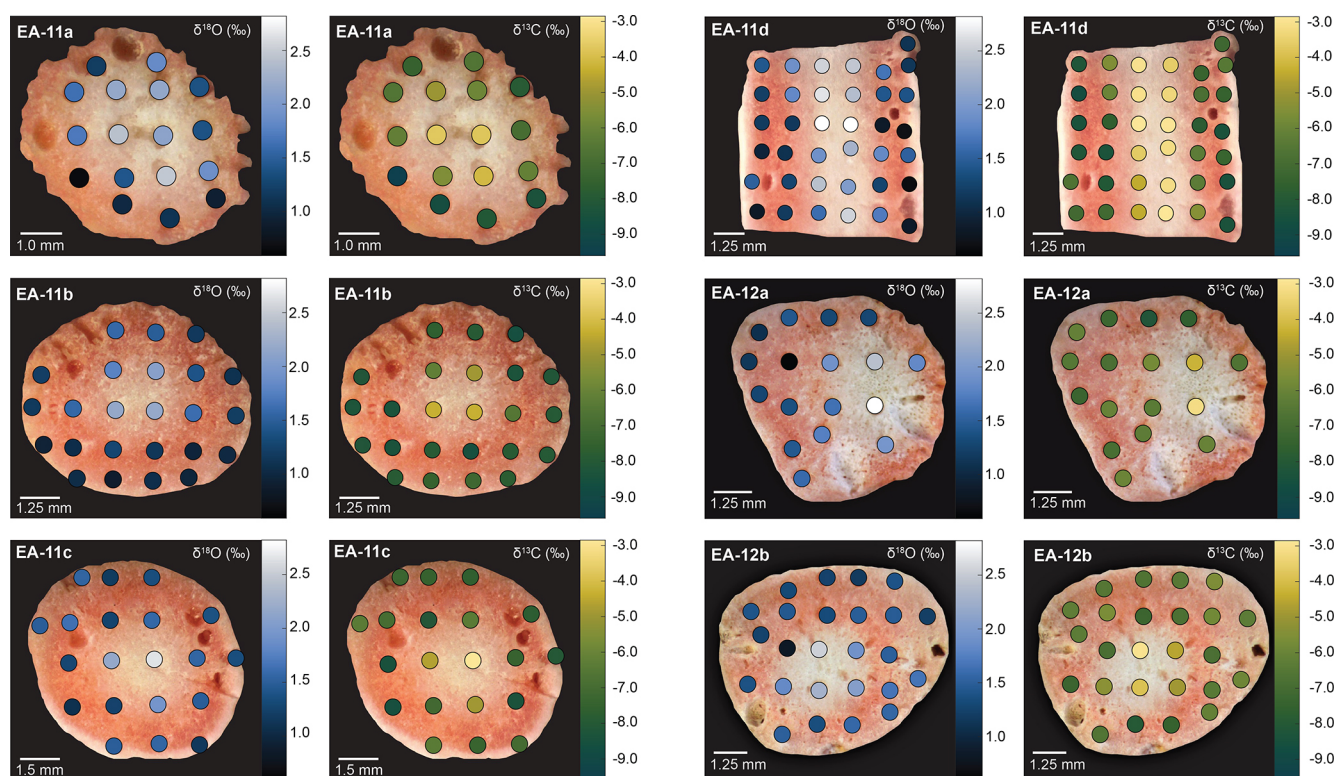 EA-11a δ¹⁸O (‰)
2.5
2.0
1.5
1.0
1.0 mm
EA-11a δ¹³C (‰)
-3.0
-4.0
-5.0
-6.0
-7.0
-8.0
-9.0
1.0 mm
EA-11d δ¹⁸O (‰)
2.5
2.0
1.5
1.0
1.25 mm
EA-11d δ¹³C (‰)
-3.0
-4.0
-5.0
-6.0
-7.0
-8.0
-9.0
1.25 mm
EA-11b δ¹⁸O (‰)
2.5
2.0
1.5
1.0
1.25 mm
EA-11b δ¹³C (‰)
-3.0
-4.0
-5.0
-6.0
-7.0
-8.0
-9.0
1.25 mm
EA-12a δ¹⁸O (‰)
2.5
2.0
1.5
1.0
1.25 mm
EA-12a δ¹³C (‰)
-3.0
-4.0
-5.0
-6.0
-7.0
-8.0
-9.0
1.25 mm
EA-11c δ¹⁸O (‰)
2.5
2.0
1.5
1.0
1.5 mm
EA-11c δ¹³C (‰)
-3.0
-4.0
-5.0
-6.0
-7.0
-8.0
-9.0
1.5 mm
EA-12b δ¹⁸O (‰)
2.5
2.0
1.5
1.0
1.25 mm
EA-12b δ¹³C (‰)
-3.0
-4.0
-5.0
-6.0
-7.0
-8.0
-9.0
1.25 mm